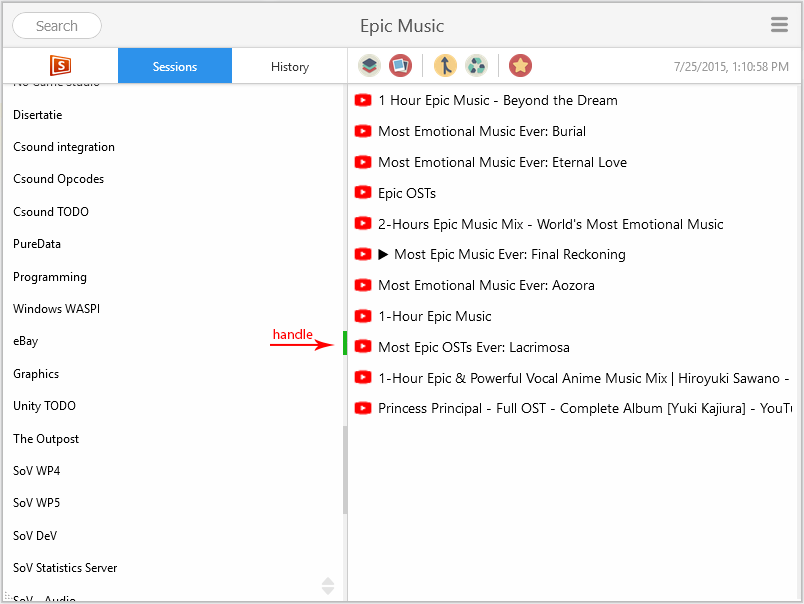 Search
Epic Music
S
Sessions
History
7/25/2015, 1:10:58 PM
No Game Studio
Disertatie
Csound integration
Csound Opcodes
Csound TODO
PureData
Programming
Windows WASPI
eBay
Graphics
Unity TODO
The Outpost
SoV WP4
SoV WP5
SoV DeV
SoV Statistics Server
SoV - Audio
handle
1 Hour Epic Music - Beyond the Dream
Most Emotional Music Ever: Burial
Most Emotional Music Ever: Eternal Love
Epic OSTs
2-Hours Epic Music Mix - World's Most Emotional Music
▶ Most Epic Music Ever: Final Reckoning
Most Emotional Music Ever: Aozora
1-Hour Epic Music
Most Epic OSTs Ever: Lacrimosa
1-Hour Epic & Powerful Vocal Anime Music Mix | Hiroyuki Sawano -
Princess Principal - Full OST - Complete Album [Yuki Kajiura] - YouTu